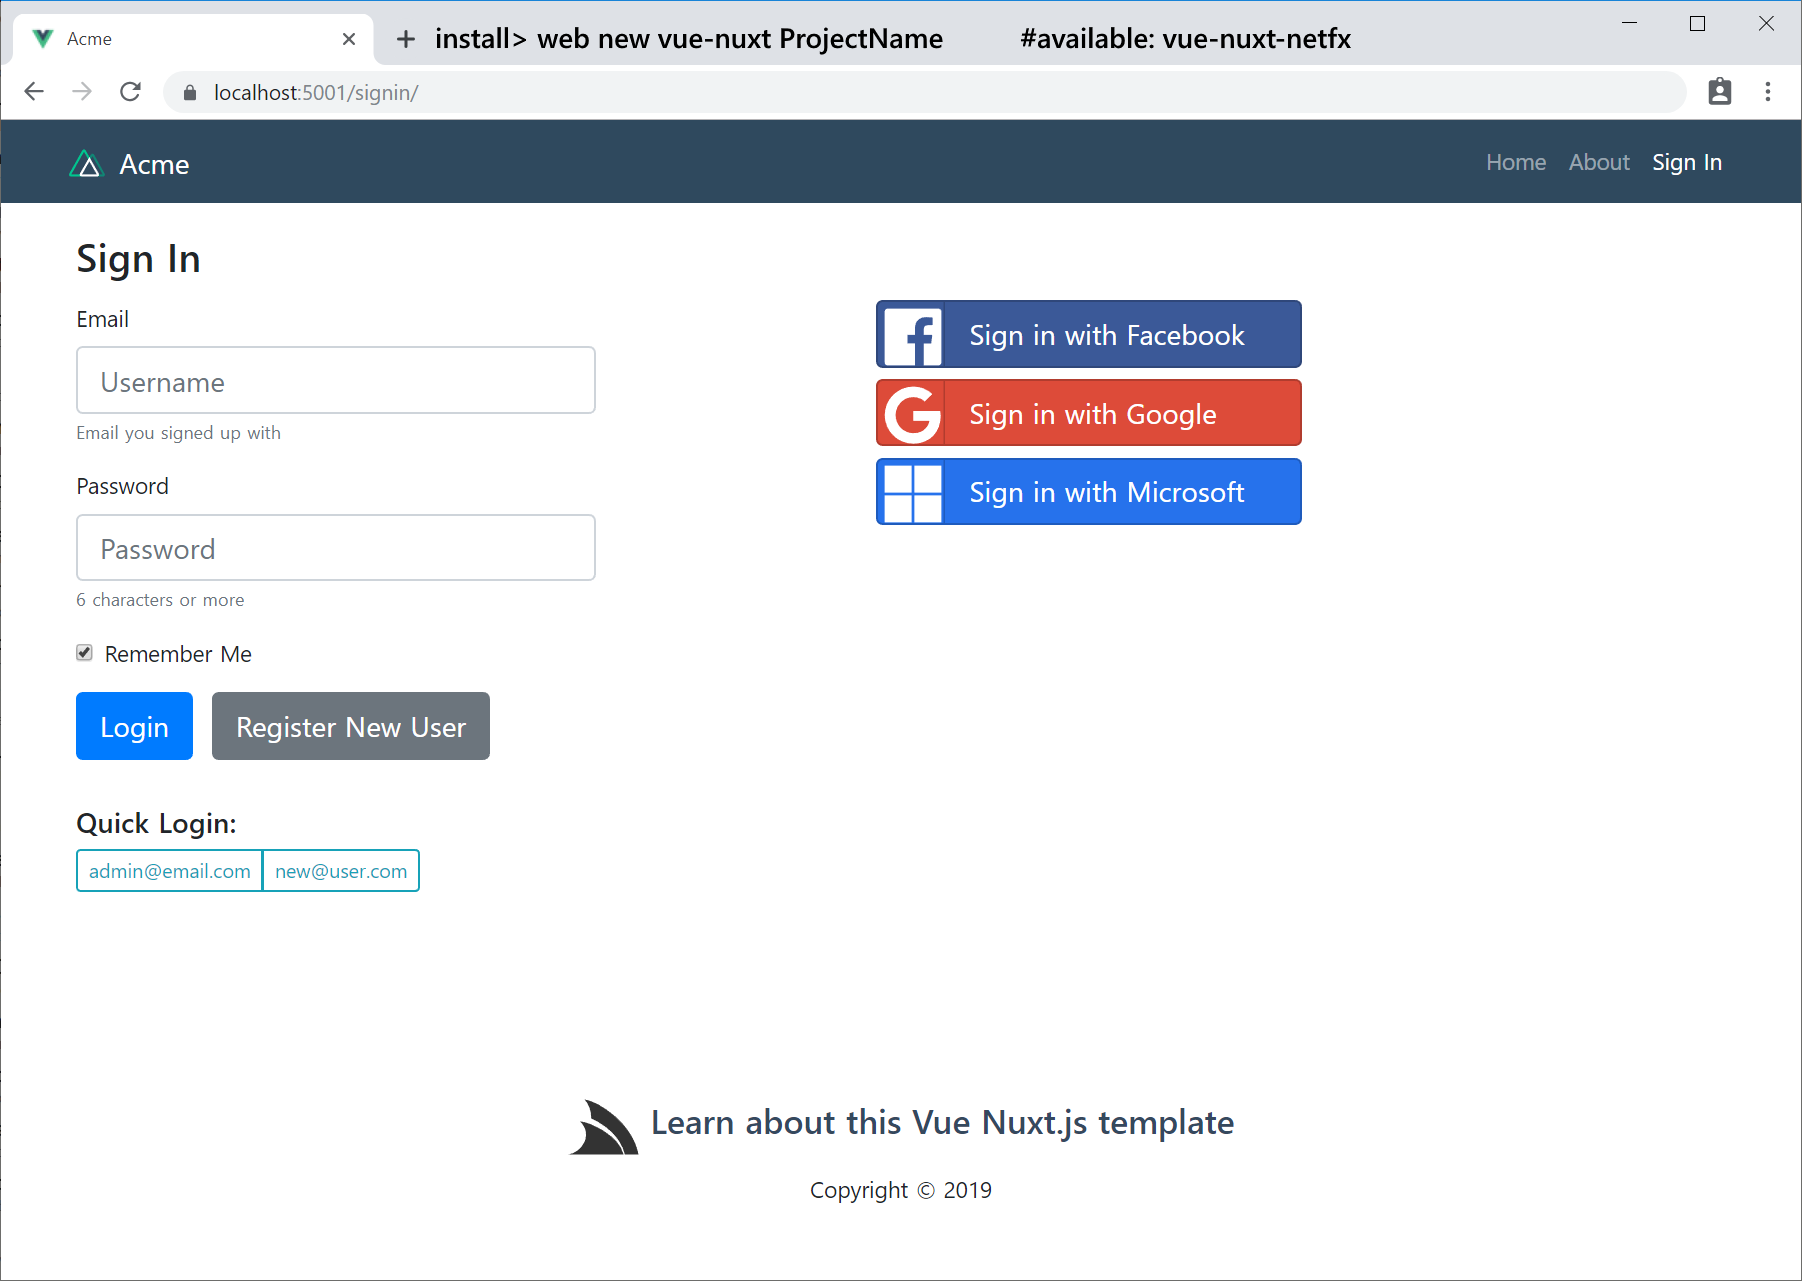 Acme
install> web new vue-nuxt ProjectName #available: vue-nuxt-netfx
localhost:5001/signin/
Acme
Home About Sign In
Sign In
Email
Username
Email you signed up with
Password
Password
6 characters or more
Remember Me
Login Register New User
Quick Login:
admin@email.com new@user.com
Sign in with Facebook
Sign in with Google
Sign in with Microsoft
Learn about this Vue Nuxt.js template
Copyright © 2019